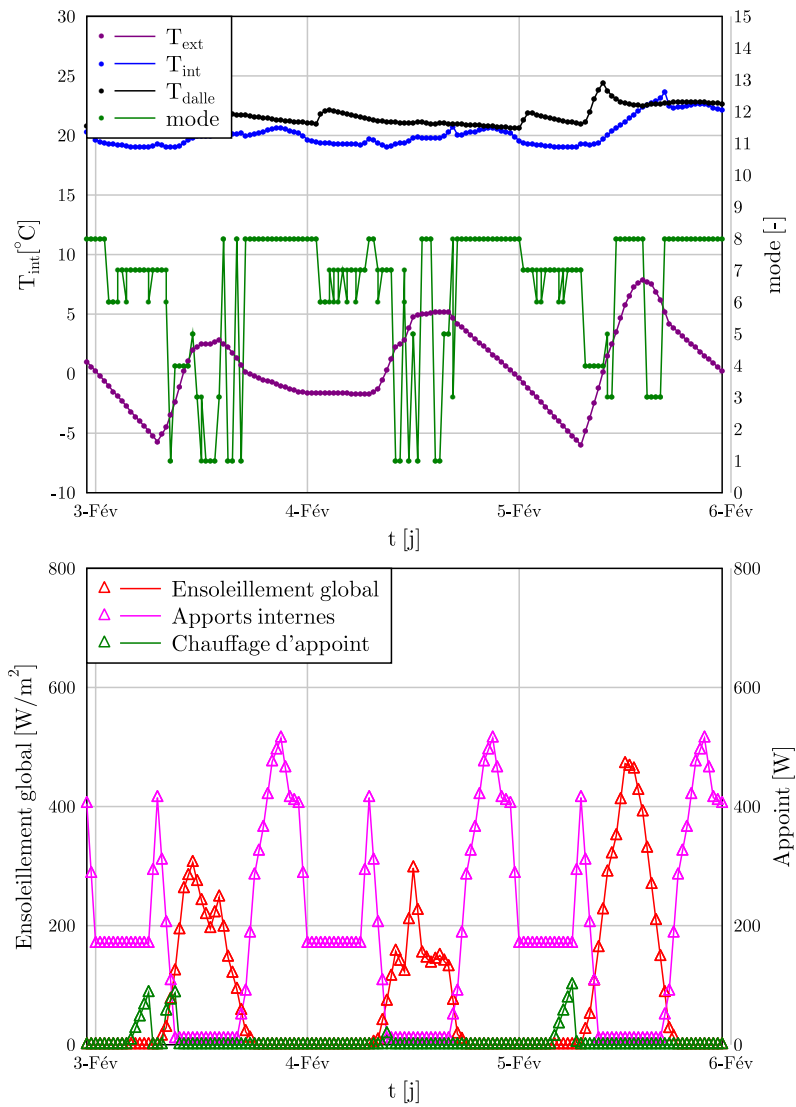 30
25
20
15
10
5
0
-5
-10
T_int[°C]
T_ext
T_int
T_dalle
mode
15
14
13
12
11
10
9
8
7
6
5
4
3
2
1
0
mode [-]
3-Fév 4-Fév 5-Fév 6-Fév
t [j]
800
600
400
200
0
Ensoleillement global [W/m²]
Ensoleillement global
Apports internes
Chauffage d'appoint
800
600
400
200
0
Appoint [W]
3-Fév 4-Fév 5-Fév 6-Fév
t [j]